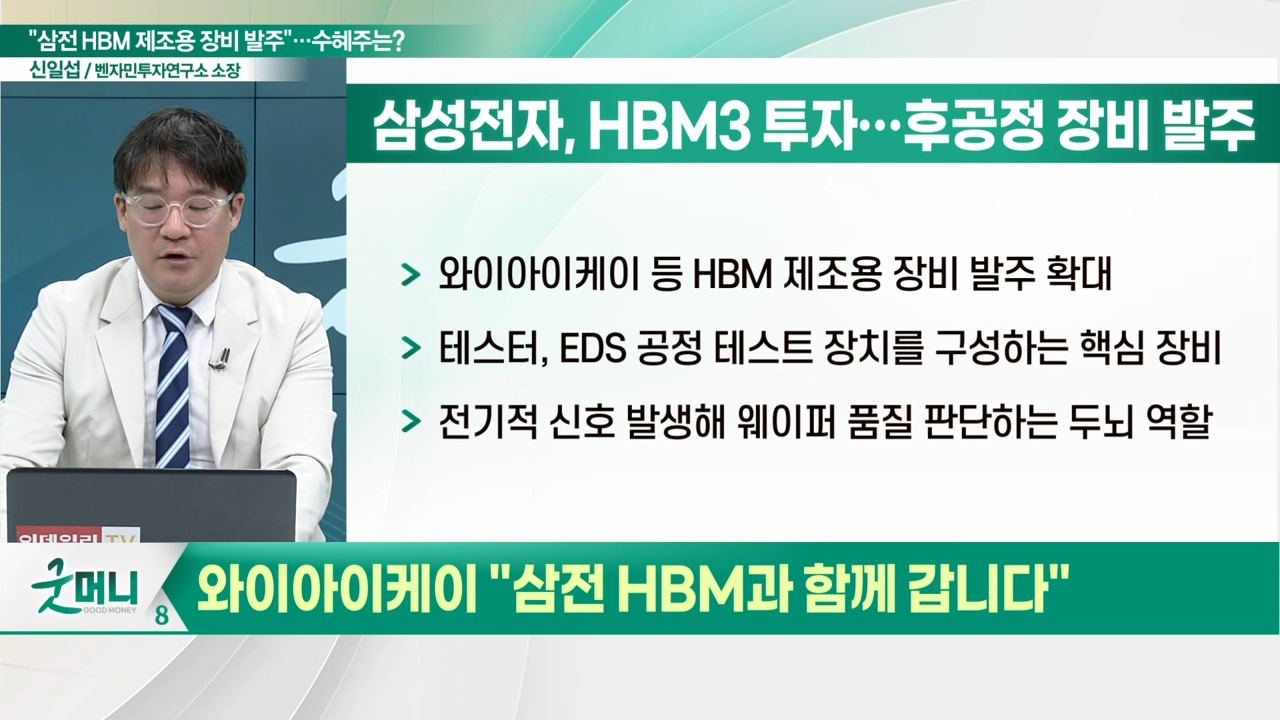 "삼전 HBM 제조용 장비 발주"…수혜주는?
신일섭 / 벤자민투자연구소 소장
삼성전자, HBM3 투자…후공정 장비 발주
> 와이아이케이 등 HBM 제조용 장비 발주 확대
> 테스터, EDS 공정 테스트 장치를 구성하는 핵심 장비
> 전기적 신호 발생해 웨이퍼 품질 판단하는 두뇌 역할
이데일리 TV
굿머니
GOOD MONEY
8
와이아이케이 "삼전 HBM과 함께 갑니다"